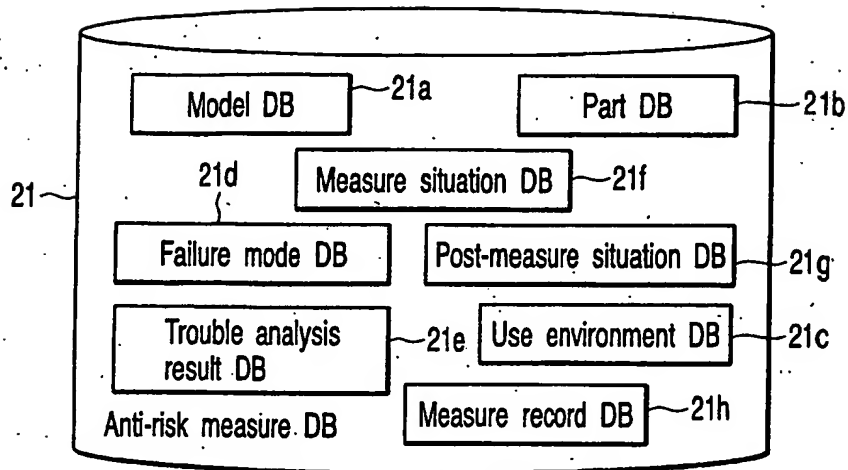 Model DB
21a
Part DB
21b
Measure situation DB
21f
21d
21
Failure mode DB
Post-measure situation DB
21g
Trouble analysis
result DB
21e
Use environment DB
21c
Anti-risk measure DB
Measure record DB
21h